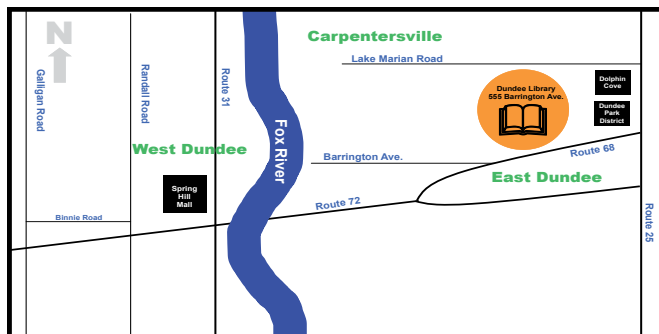 N
Carpentersville
Lake Marian Road
Galligan Road
Randall Road
Route 31
Dundee Library
555 Barrington Ave.
Dolphin
Cove
Dundee
Park
District
Fox River
West Dundee
Barrington Ave.
Route 68
East Dundee
Spring
Hill
Mall
Route 72
Binnie Road
Route 25